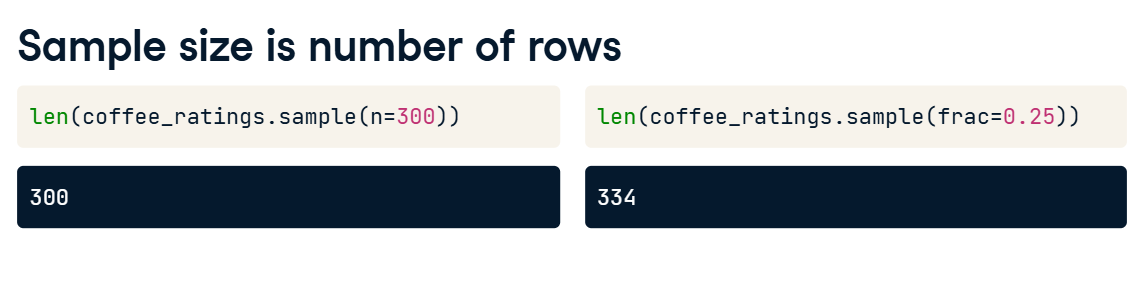 Sample size is number of rows
len(coffee_ratings.sample(n=300))
len(coffee_ratings.sample(frac=0.25))
300
334